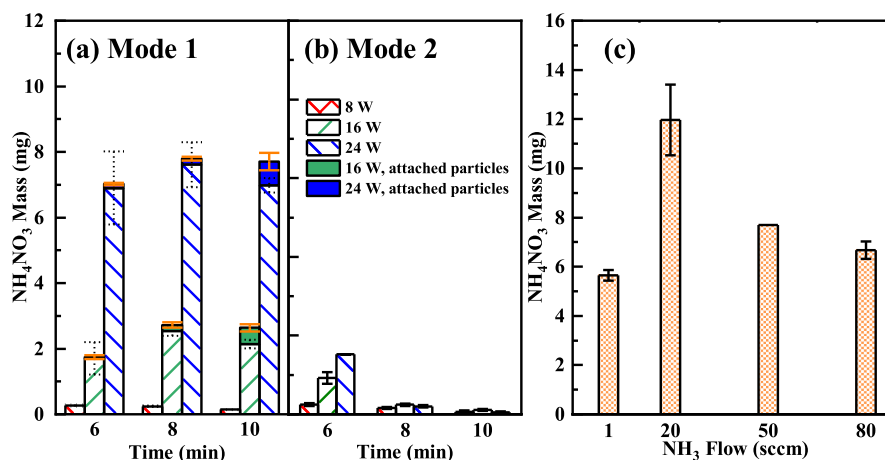 (a) Mode 1
(b) Mode 2
(c)
NH₄NO₃ Mass (mg)
12
10
8
6
4
2
0
6 8 10
Time (min)
8 W
16 W
24 W
16 W, attached particles
24 W, attached particles
6 8 10
Time (min)
NH₄NO₃ Mass (mg)
16
14
12
10
8
6
4
2
0
1 20 50 80
NH₃ Flow (sccm)